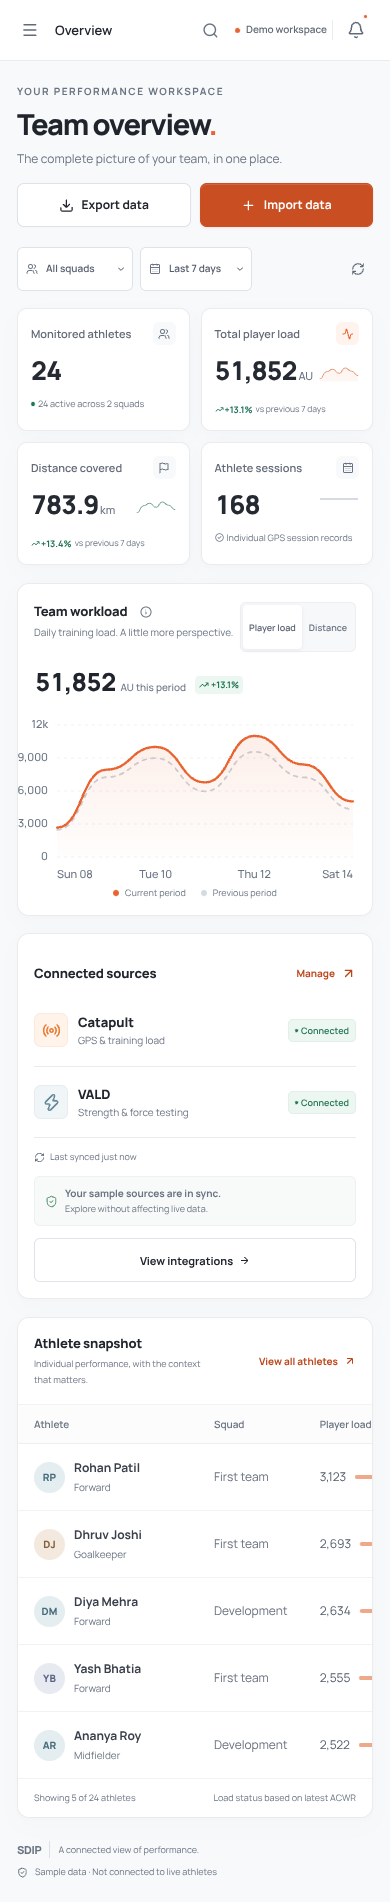 Overview
Demo workspace
YOUR PERFORMANCE WORKSPACE
Team overview.
The complete picture of your team, in one place.
Export data
Import data
All squads
Last 7 days
Monitored athletes
24
24 active across 2 squads
Total player load
51,852 AU
+13.1% vs previous 7 days
Distance covered
783.9 km
+13.4% vs previous 7 days
Athlete sessions
168
Individual GPS session records
Team workload
Daily training load. A little more perspective.
Player load
Distance
51,852 AU this period +13.1%
12k
9,000
6,000
3,000
0
Sun 08 Tue 10 Thu 12 Sat 14
Current period Previous period
Connected sources
Manage
Catapult
GPS & training load
Connected
VALD
Strength & force testing
Connected
Last synced just now
Your sample sources are in sync.
Explore without affecting live data.
View integrations
Athlete snapshot
Individual performance, with the context
that matters.
View all athletes
Athlete Squad Player load
RP Rohan Patil First team 3,123
Forward
DJ Dhruv Joshi First team 2,693
Goalkeeper
DM Diya Mehra Development 2,634
Forward
YB Yash Bhatia First team 2,555
Forward
AR Ananya Roy Development 2,522
Midfielder
Showing 5 of 24 athletes Load status based on latest ACWR
SDIP A connected view of performance.
Sample data · Not connected to live athletes